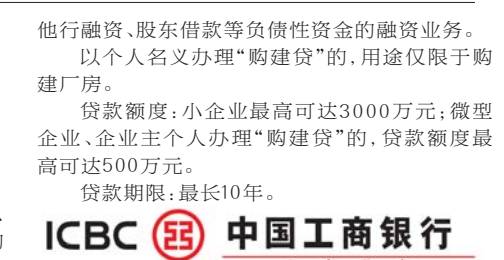 他行融资、股东借款等负债性资金的融资业务。
以个人名义办理“购建贷”的，用途仅限于购
建厂房。
贷款额度：小企业最高可达3000万元；微型
企业、企业主个人办理“购建贷”的，贷款额度最
高可达500万元。
贷款期限：最长10年。
ICBC 中国工商银行